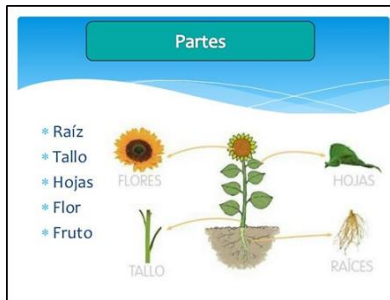 Partes
Raíz
Tallo
Hojas
Flor
Fruto
FLORES
HOJAS
TALLO
RAÍCES